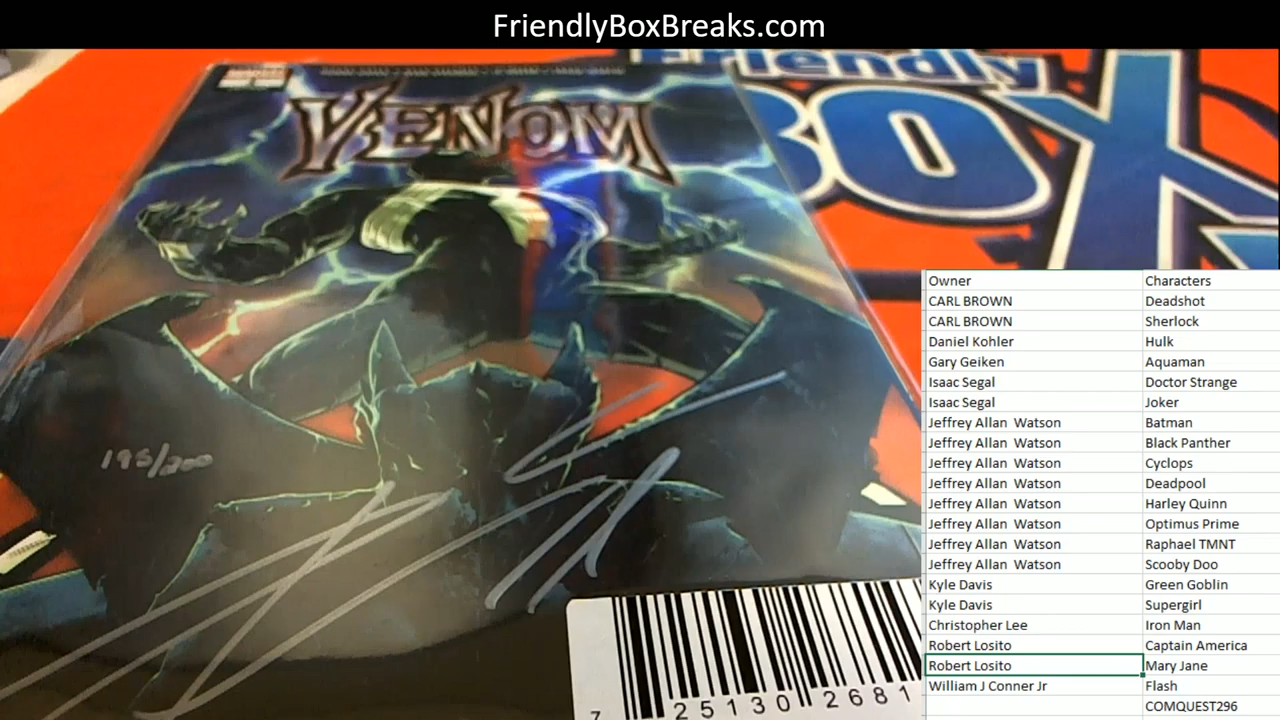 FriendlyBoxBreaks.com
Friendly
BOX
VENOM
195/200
7 25130 2681
Owner Characters
CARL BROWN Deadshot
CARL BROWN Sherlock
Daniel Kohler Hulk
Gary Geiken Aquaman
Isaac Segal Doctor Strange
Isaac Segal Joker
Jeffrey Allan Watson Batman
Jeffrey Allan Watson Black Panther
Jeffrey Allan Watson Cyclops
Jeffrey Allan Watson Deadpool
Jeffrey Allan Watson Harley Quinn
Jeffrey Allan Watson Optimus Prime
Jeffrey Allan Watson Raphael TMNT
Jeffrey Allan Watson Scooby Doo
Kyle Davis Green Goblin
Kyle Davis Supergirl
Christopher Lee Iron Man
Robert Losito Captain America
Robert Losito Mary Jane
William J Conner Jr Flash
COMQUEST296